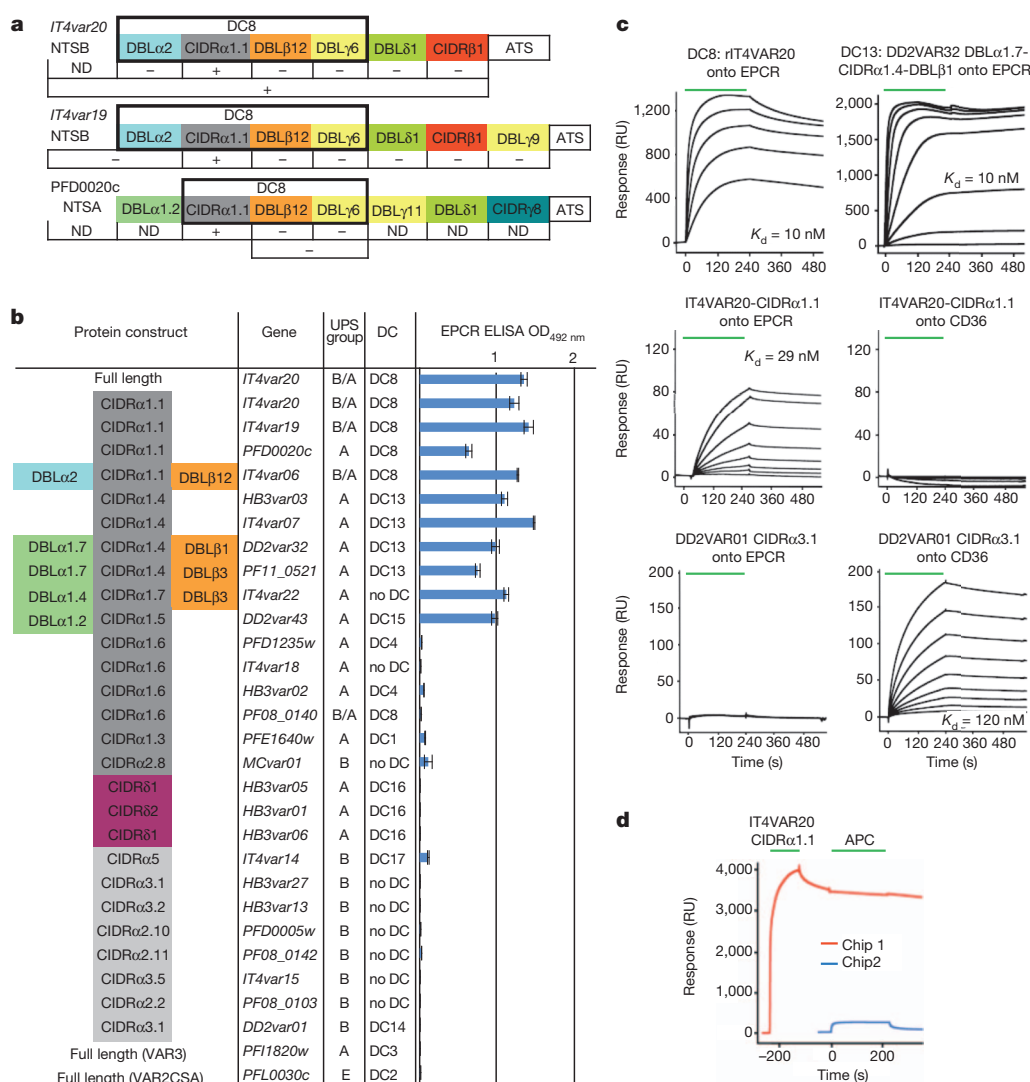 a
IT4var20
DC8
NTSB DBLα2 CIDRα1.1 DBLβ12 DBLγ6 DBLδ1 CIDRβ1 ATS
ND – + – – – –
+
IT4var19
DC8
NTSB DBLα2 CIDRα1.1 DBLβ12 DBLγ6 DBLδ1 CIDRβ1 DBLγ9 ATS
– + – – –
PFD0020c
DC8
NTSA DBLα1.2 CIDRα1.1 DBLβ12 DBLγ6 DBLγ11 DBLδ1 CIDRγ8 ATS
ND ND + – – ND ND ND
–
b
Protein construct Gene UPS group DC EPCR ELISA OD492 nm
1 2
Full length IT4var20 B/A DC8
CIDRα1.1 IT4var20 B/A DC8
CIDRα1.1 IT4var19 B/A DC8
CIDRα1.1 PFD0020c A DC8
DBLα2 CIDRα1.1 DBLβ12 IT4var06 B/A DC8
CIDRα1.4 HB3var03 A DC13
CIDRα1.4 IT4var07 A DC13
DBLα1.7 CIDRα1.4 DBLβ1 DD2var32 A DC13
DBLα1.7 CIDRα1.4 DBLβ3 PF11_0521 A DC13
DBLα1.4 CIDRα1.7 DBLβ3 IT4var22 A no DC
DBLα1.2 CIDRα1.5 DD2var43 A DC15
CIDRα1.6 PFD1235w A DC4
CIDRα1.6 IT4var18 A no DC
CIDRα1.6 HB3var02 A DC4
CIDRα1.6 PF08_0140 B/A DC8
CIDRα1.3 PFE1640w A DC1
CIDRα2.8 MCvar01 B no DC
CIDRδ1 HB3var05 A DC16
CIDRδ2 HB3var01 A DC16
CIDRδ1 HB3var06 A DC16
CIDRα5 IT4var14 B DC17
CIDRα3.1 HB3var27 B no DC
CIDRα3.2 HB3var13 B no DC
CIDRα2.10 PFD0005w B no DC
CIDRα2.11 PF08_0142 B no DC
CIDRα3.5 IT4var15 B no DC
CIDRα2.2 PF08_0103 B no DC
CIDRα3.1 DD2var01 B DC14
Full length (VAR3) PFI1820w A DC3
Full length (VAR2CSA) PFL0030c E DC2
c
DC8: rIT4VAR20
onto EPCR
Response (RU)
1,200
800
400
0
Kd = 10 nM
0 120 240 360 480
DC13: DD2VAR32 DBLα1.7-
CIDRα1.4-DBLβ1 onto EPCR
2,000
1,500
1,000
500
0
Kd = 10 nM
0 120 240 360 480
IT4VAR20-CIDRα1.1
onto EPCR
Response (RU)
120
80
40
0
Kd = 29 nM
0 120 240 360 480
IT4VAR20-CIDRα1.1
onto CD36
120
80
40
0
0 120 240 360 480
DD2VAR01 CIDRα3.1
onto EPCR
Response (RU)
200
150
100
50
0
0 120 240 360 480
Time (s)
DD2VAR01 CIDRα3.1
onto CD36
200
150
100
50
0
Kd = 120 nM
0 120 240 360 480
Time (s)
d
IT4VAR20
CIDRα1.1
APC
Response (RU)
4,000
3,000
2,000
1,000
0
Chip 1
Chip2
−200 0 200
Time (s)